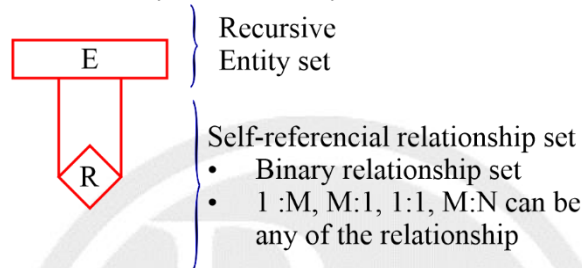 Recursive
E
Entity set
Self-referencial relationship set
• Binary relationship set
R
• 1 :M, M:1, 1:1, M:N can be
any of the relationship